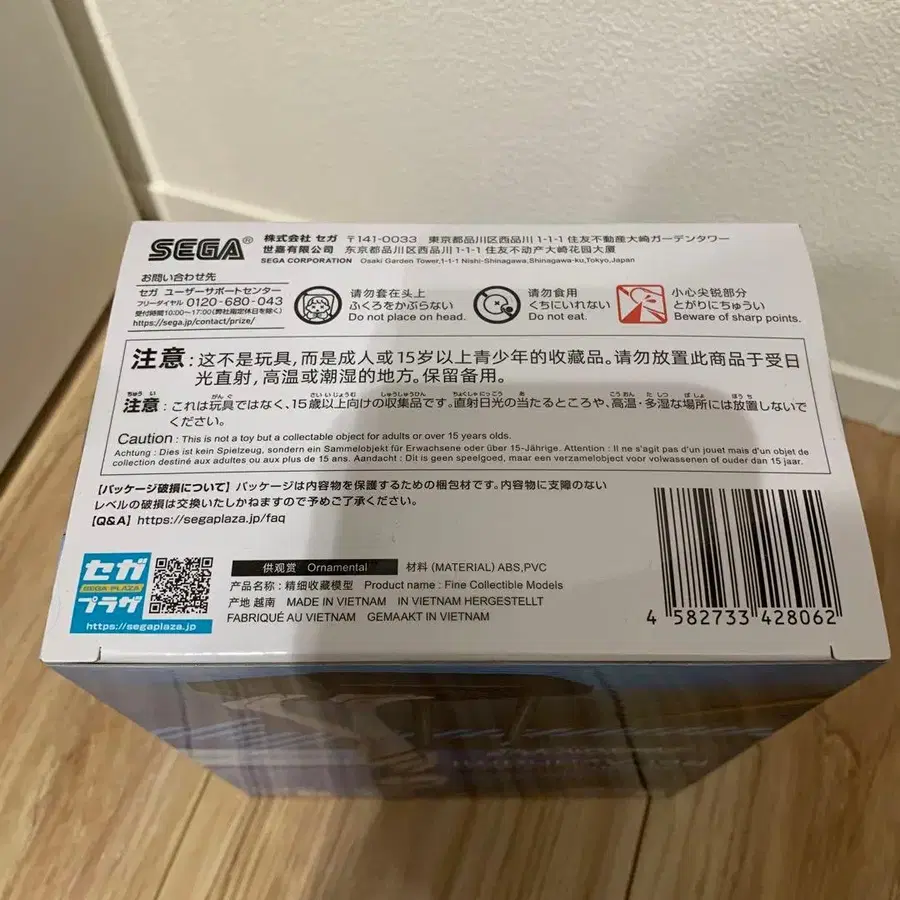 SEGA®
株式会社 セガ 〒141-0033 東京都品川区西品川 1-1-1 住友不動産大崎ガーデンタワー
世嘉有限公司 东京都品川区西品川 1-1-1 住友不动产大崎花园大厦
SEGA CORPORATION Osaki Garden Tower,1-1-1 Nishi-Shinagawa,Shinagawa-ku,Tokyo,Japan
お問い合わせ先
セガ ユーザーサポートセンター
フリーダイヤル 0120-680-043
受付時間10:00～17:00(弊社指定休日を除く)
https://sega.jp/contact/prize/
请勿套在头上
ふくろをかぶらない
Do not place on head.
请勿食用
くちにいれない
Do not eat.
小心尖锐部分
とがりにちゅうい
Beware of sharp points.
注意:这不是玩具,而是成人或15岁以上青少年的收藏品。请勿放置此商品于受日
光直射,高温或潮湿的地方。保留备用。
注意:これは玩具ではなく、15歳以上向けの収集品です。直射日光の当たるところや、高温・多湿な場所には放置しないで
ください。
Caution : This is not a toy but a collectable object for adults or over 15 years olds.
Achtung : Dies ist kein Spielzeug, sondern ein Sammelobjekt für Erwachsene oder über 15-Jährige. Attention : Il ne s'agit pas d'un jouet mais d'un objet de
collection destiné aux adultes ou aux plus de 15 ans. Aandacht : Dit is geen speelgoed, maar een verzamelobject voor volwassenen of ouder dan 15 jaar.
【パッケージ破損について】パッケージは内容物を保護するための梱包材です。内容物に支障のない
レベルの破損は交換いたしかねますので予めご了承ください。
【Q&A】https://segaplaza.jp/faq
セガ
SEGA PLAZA
プラザ
https://segaplaza.jp
供观赏 Ornamental 材料 (MATERIAL) ABS,PVC
产品名称:精细收藏模型 Product name : Fine Collectible Models
产地 越南 MADE IN VIETNAM IN VIETNAM HERGESTELLT
FABRIQUÉ AU VIETNAM GEMAAKT IN VIETNAM
4 582733 428062